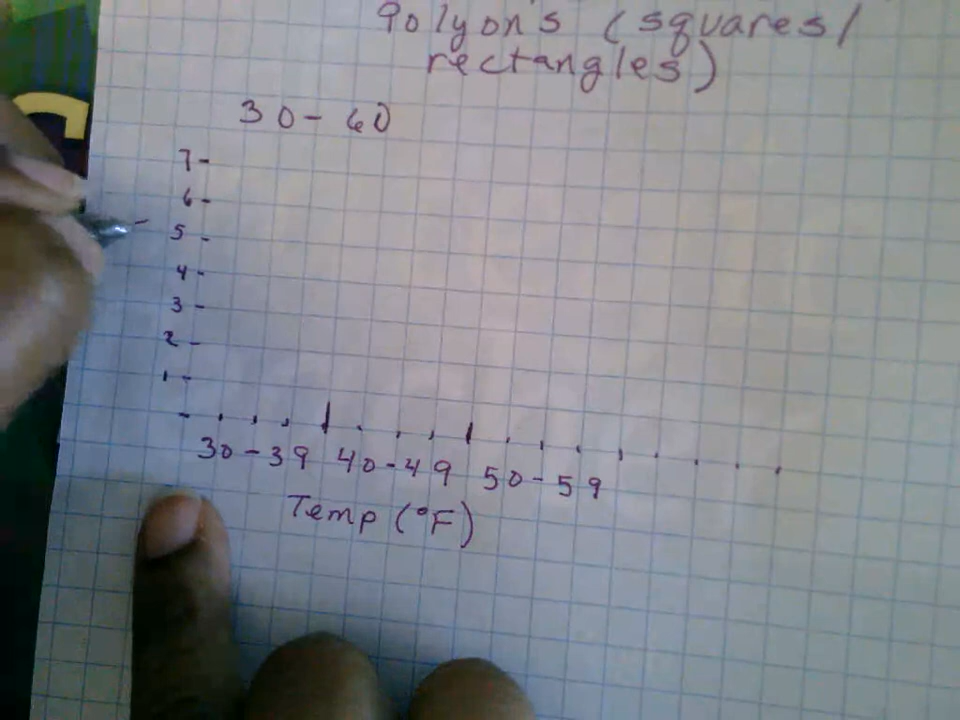 Polyon's (squares/
rectangles)
30-60
7-
6-
5-
4-
3-
2-
1-
30-39 40-49 50-59
Temp (°F)